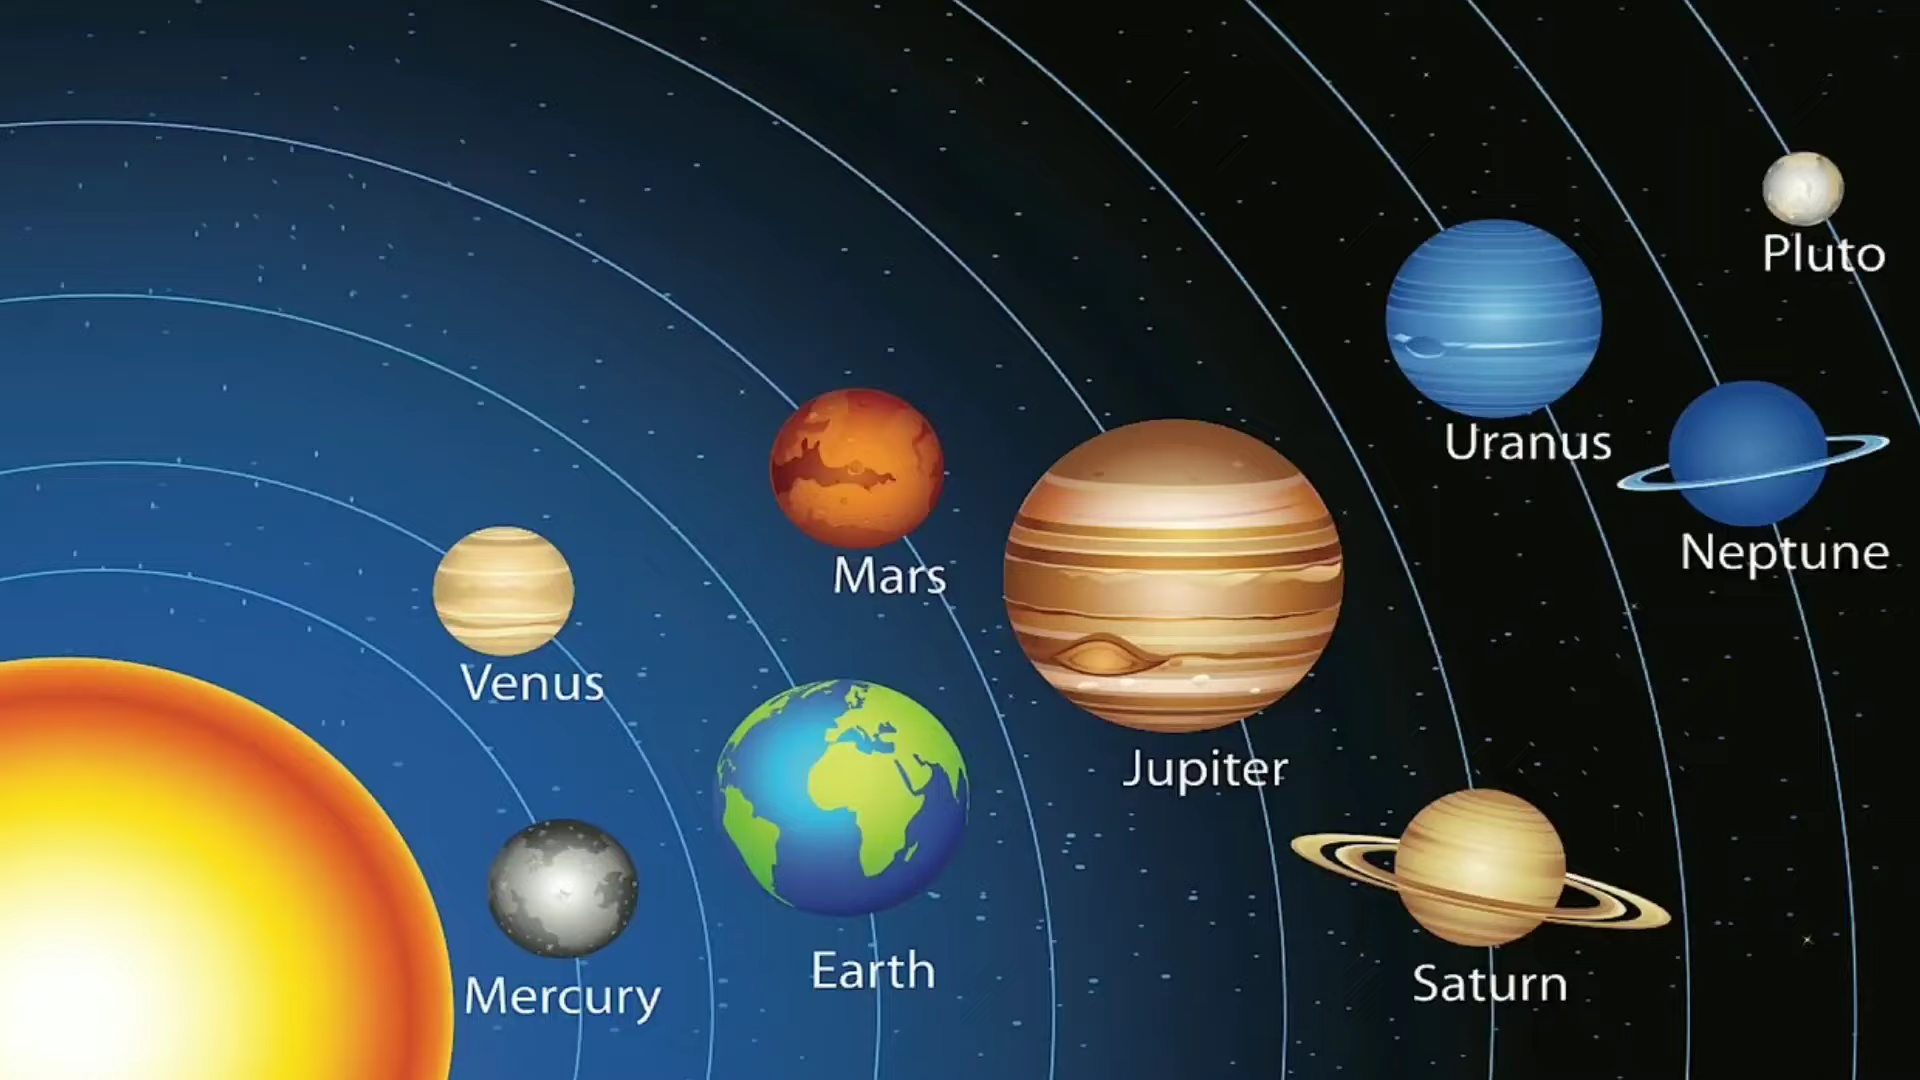 Pluto
Uranus
Neptune
Mars
Venus
Jupiter
Earth
Saturn
Mercury